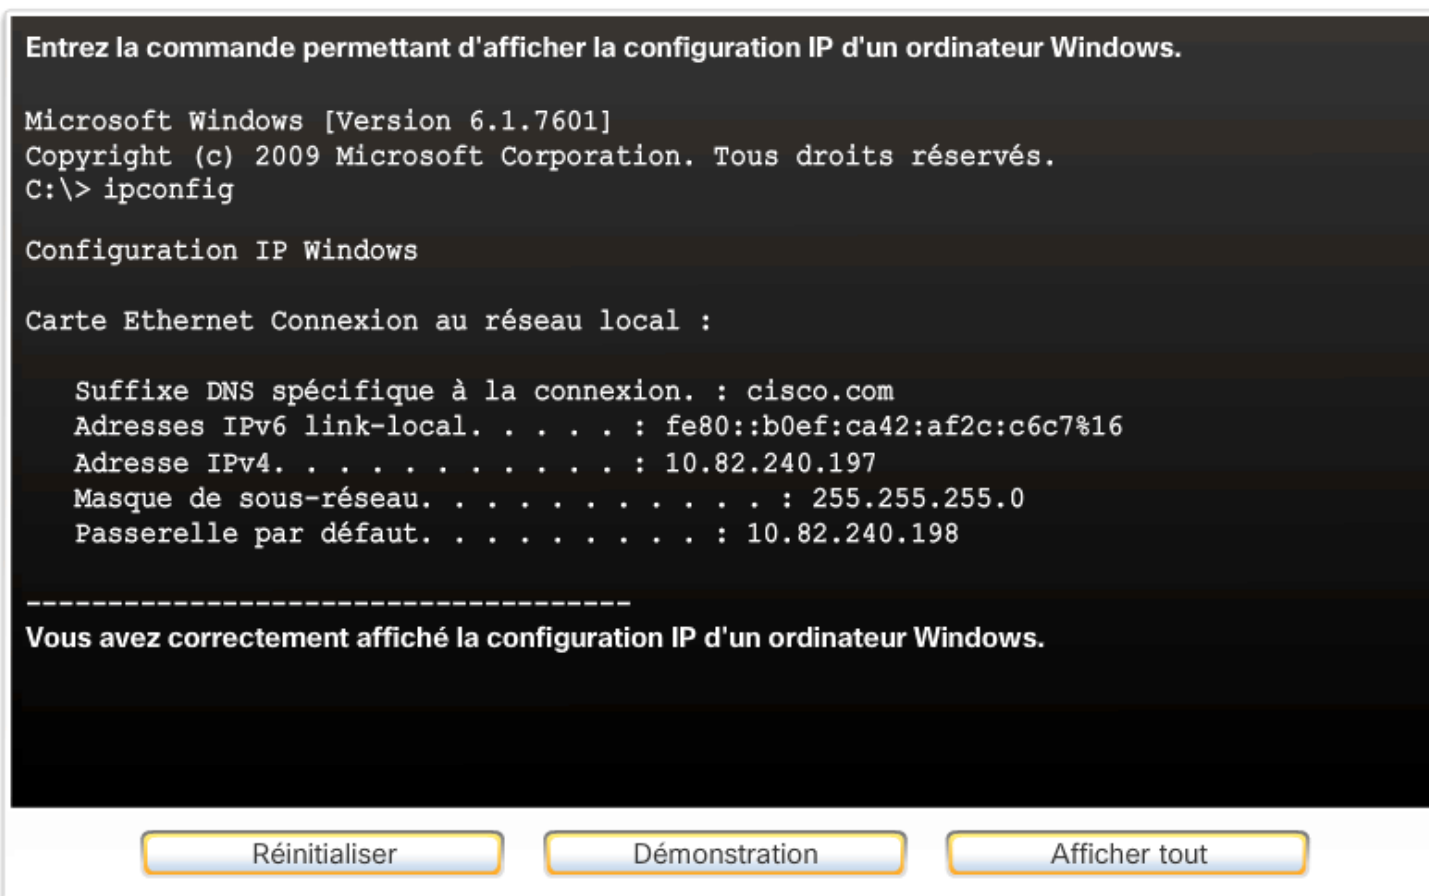 Entrez la commande permettant d'afficher la configuration IP d'un ordinateur Windows.
Microsoft Windows [Version 6.1.7601]
Copyright (c) 2009 Microsoft Corporation. Tous droits réservés.
C:\> ipconfig
Configuration IP Windows
Carte Ethernet Connexion au réseau local :
Suffixe DNS spécifique à la connexion. : cisco.com
Adresses IPv6 link-local. . . . . : fe80::b0ef:ca42:af2c:c6c7%16
Adresse IPv4. . . . . . . . . . . : 10.82.240.197
Masque de sous-réseau. . . . . . . . . . . : 255.255.255.0
Passerelle par défaut. . . . . . . . . : 10.82.240.198
-------------------------------------
Vous avez correctement affiché la configuration IP d'un ordinateur Windows.
Réinitialiser
Démonstration
Afficher tout